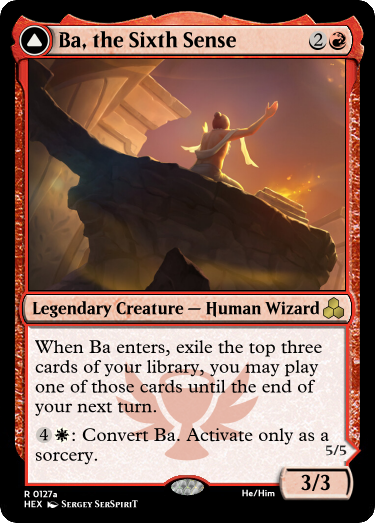 Ba, the Sixth Sense 2
Legendary Creature — Human Wizard
When Ba enters, exile the top three
cards of your library, you may play
one of those cards until the end of
your next turn.
4 : Convert Ba. Activate only as a
sorcery.
5/5
3/3
R 0127a
HEX Sergey SerSpirit
He/Him